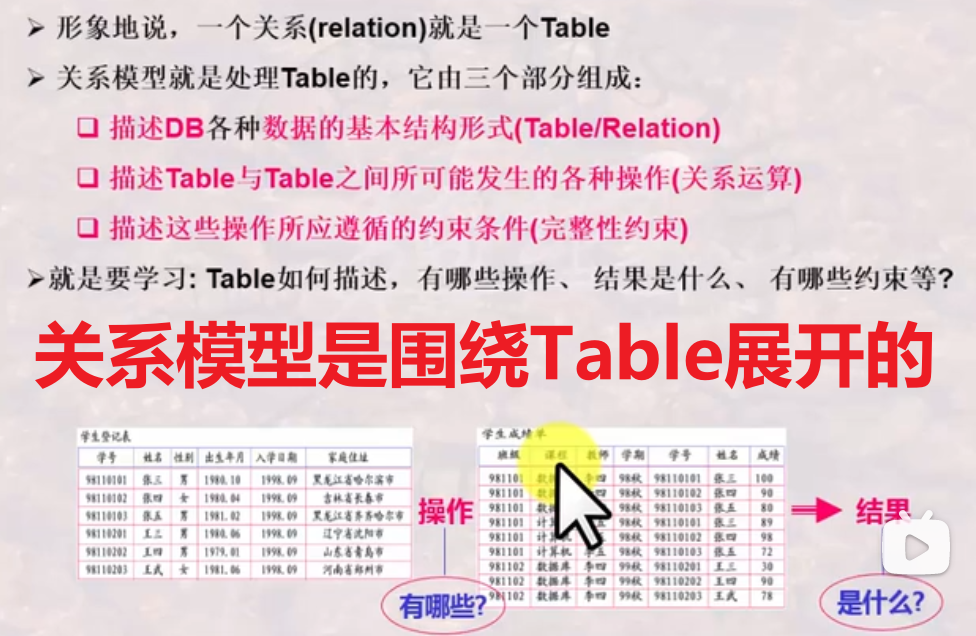 ➢ 形象地说，一个关系(relation)就是一个Table
➢ 关系模型就是处理Table的，它由三个部分组成：
❑ 描述DB各种数据的基本结构形式(Table/Relation)
❑ 描述Table与Table之间所可能发生的各种操作(关系运算)
❑ 描述这些操作所应遵循的约束条件(完整性约束)
➢就是要学习: Table如何描述，有哪些操作、 结果是什么、 有哪些约束等?
关系模型是围绕Table展开的
学生登记表
学号 姓名 性别 出生年月 入学日期 家庭住址
98110101 张三 男 1980.10 1998.09 黑龙江省哈尔滨市
98110102 张四 女 1980.04 1998.09 吉林省长春市
98110103 张五 男 1981.02 1998.09 黑龙江省齐齐哈尔市
98110201 王三 男 1980.06 1998.09 辽宁省沈阳市
98110202 王四 男 1979.01 1998.09 山东省青岛市
98110203 王武 女 1981.06 1998.09 河南省郑州市
操作
有哪些?
学生成绩单
班级 课程 教师 学期 学号 姓名 成绩
981101 李四 98秋 98110101 张三 100
981101 四 98秋 98110102 张四 90
981101 四 98秋 98110103 张五 80
981101 计 98秋 98110101 张三 89
981101 计 98秋 98110102 张四 98
981101 计算机 五 98秋 98110103 张五 72
981102 数据库 李四 99秋 98110201 王三 30
981102 数据库 李四 99秋 98110202 王四 90
981102 数据库 李四 99秋 98110203 王武 78
结果
是什么?